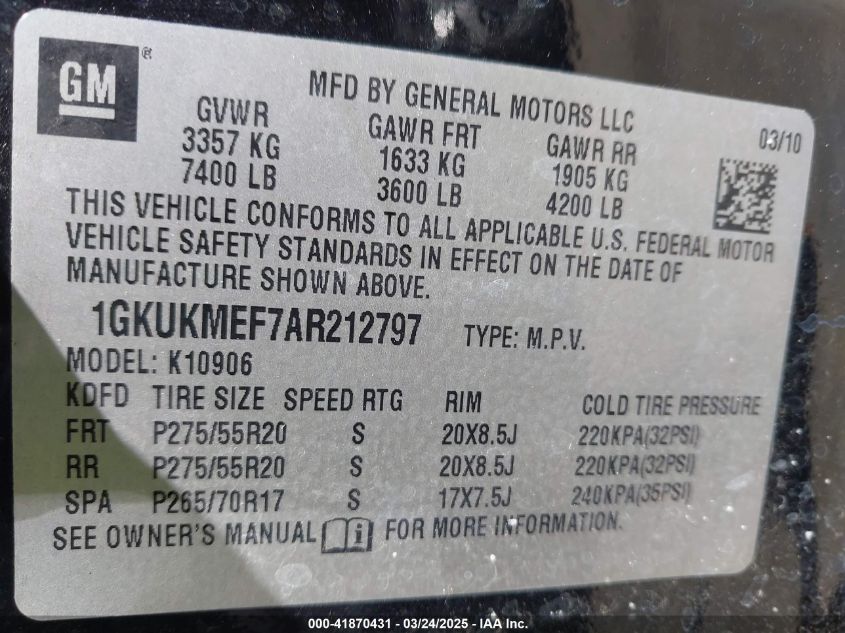 GM ®
MFD BY GENERAL MOTORS LLC
03/10
GVWR GAWR FRT GAWR RR
3357 KG 1633 KG 1905 KG
7400 LB 3600 LB 4200 LB
THIS VEHICLE CONFORMS TO ALL APPLICABLE U.S. FEDERAL MOTOR
VEHICLE SAFETY STANDARDS IN EFFECT ON THE DATE OF
MANUFACTURE SHOWN ABOVE.
1GKUKMEF7AR212797 TYPE: M.P.V.
MODEL: K10906
KDFD TIRE SIZE SPEED RTG RIM COLD TIRE PRESSURE
FRT P275/55R20 S 20X8.5J 220KPA(32PSI)
RR P275/55R20 S 20X8.5J 220KPA(32PSI)
SPA P265/70R17 S 17X7.5J 240KPA(35PSI)
SEE OWNER'S MANUAL i FOR MORE INFORMATION.
000-41870431 - 03/24/2025 - IAA Inc.